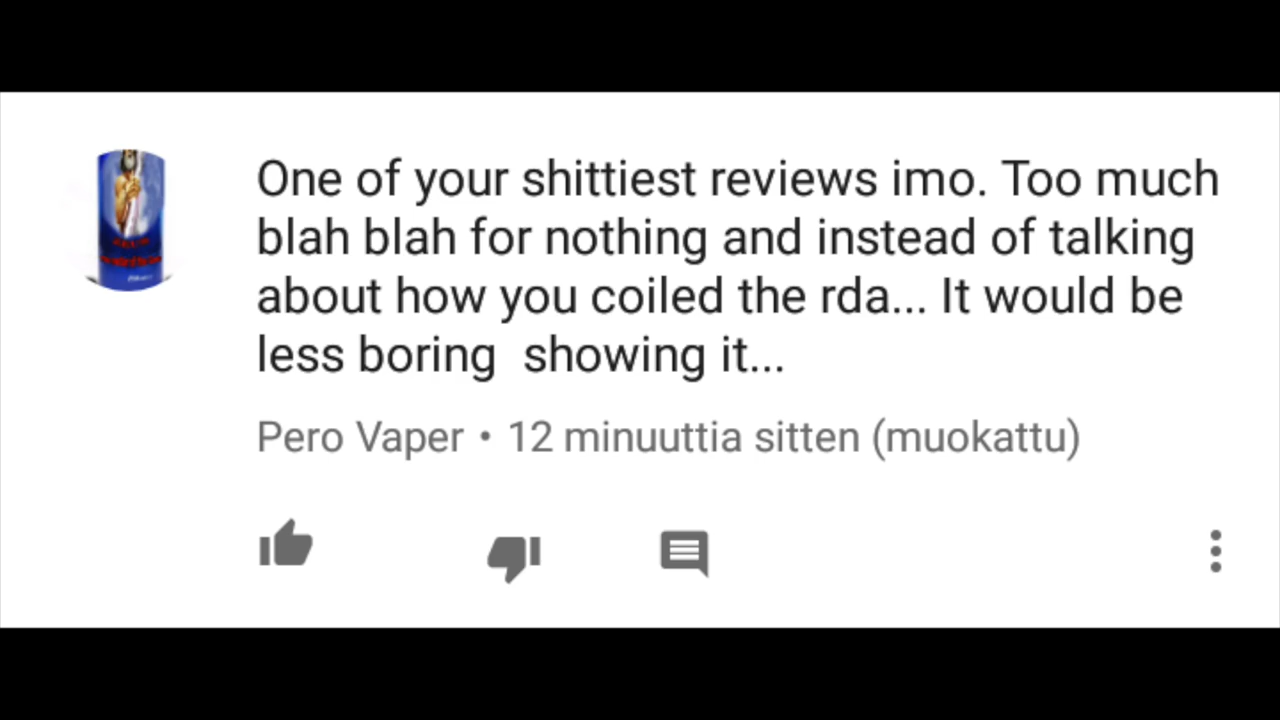 One of your shittiest reviews imo. Too much
blah blah for nothing and instead of talking
about how you coiled the rda... It would be
less boring  showing it...
Pero Vaper • 12 minuuttia sitten (muokattu)